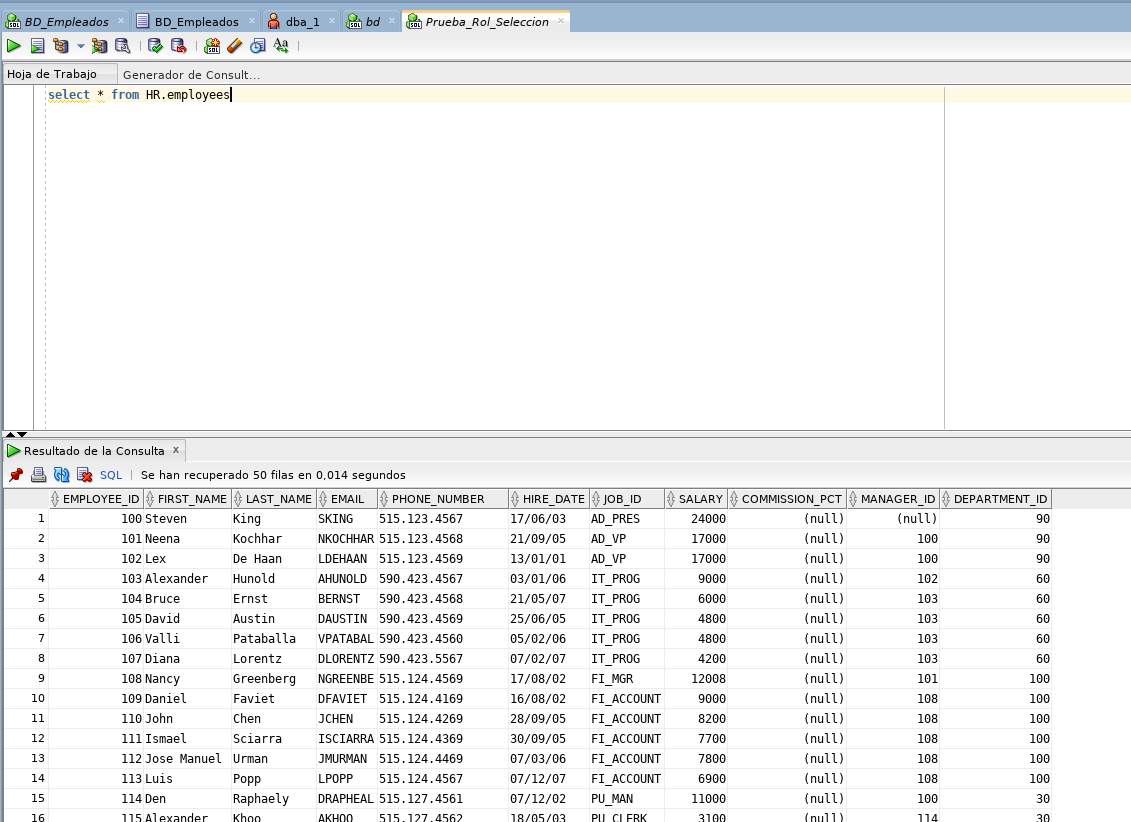 BD_Empleados BD_Empleados dba_1 bd Prueba_Rol_Seleccion
Hoja de Trabajo Generador de Consult...
select * from HR.employees
Resultado de la Consulta x
SQL | Se han recuperado 50 filas en 0,014 segundos
EMPLOYEE_ID FIRST_NAME LAST_NAME EMAIL PHONE_NUMBER HIRE_DATE JOB_ID SALARY COMMISSION_PCT MANAGER_ID DEPARTMENT_ID
1 100 Steven King SKING 515.123.4567 17/06/03 AD_PRES 24000 (null) (null) 90
2 101 Neena Kochhar NKOCHHAR 515.123.4568 21/09/05 AD_VP 17000 (null) 100 90
3 102 Lex De Haan LDEHAAN 515.123.4569 13/01/01 AD_VP 17000 (null) 100 90
4 103 Alexander Hunold AHUNOLD 590.423.4567 03/01/06 IT_PROG 9000 (null) 102 60
5 104 Bruce Ernst BERNST 590.423.4568 21/05/07 IT_PROG 6000 (null) 103 60
6 105 David Austin DAUSTIN 590.423.4569 25/06/05 IT_PROG 4800 (null) 103 60
7 106 Valli Pataballa VPATABAL 590.423.4560 05/02/06 IT_PROG 4800 (null) 103 60
8 107 Diana Lorentz DLORENTZ 590.423.5567 07/02/07 IT_PROG 4200 (null) 103 60
9 108 Nancy Greenberg NGREENBE 515.124.4569 17/08/02 FI_MGR 12008 (null) 101 100
10 109 Daniel Faviet DFAVIET 515.124.4169 16/08/02 FI_ACCOUNT 9000 (null) 108 100
11 110 John Chen JCHEN 515.124.4269 28/09/05 FI_ACCOUNT 8200 (null) 108 100
12 111 Ismael Sciarra ISCIARRA 515.124.4369 30/09/05 FI_ACCOUNT 7700 (null) 108 100
13 112 Jose Manuel Urman JMURMAN 515.124.4469 07/03/06 FI_ACCOUNT 7800 (null) 108 100
14 113 Luis Popp LPOPP 515.124.4567 07/12/07 FI_ACCOUNT 6900 (null) 108 100
15 114 Den Raphaely DRAPHEAL 515.127.4561 07/12/02 PU_MAN 11000 (null) 100 30
16 115 Alexander Khoo AKHOO 515.127.4562 18/05/03 PU_CLERK 3100 (null) 114 30